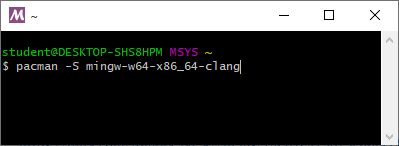 ~
student@DESKTOP-SHS8HPM MSYS ~
$ pacman -S mingw-w64-x86_64-clang